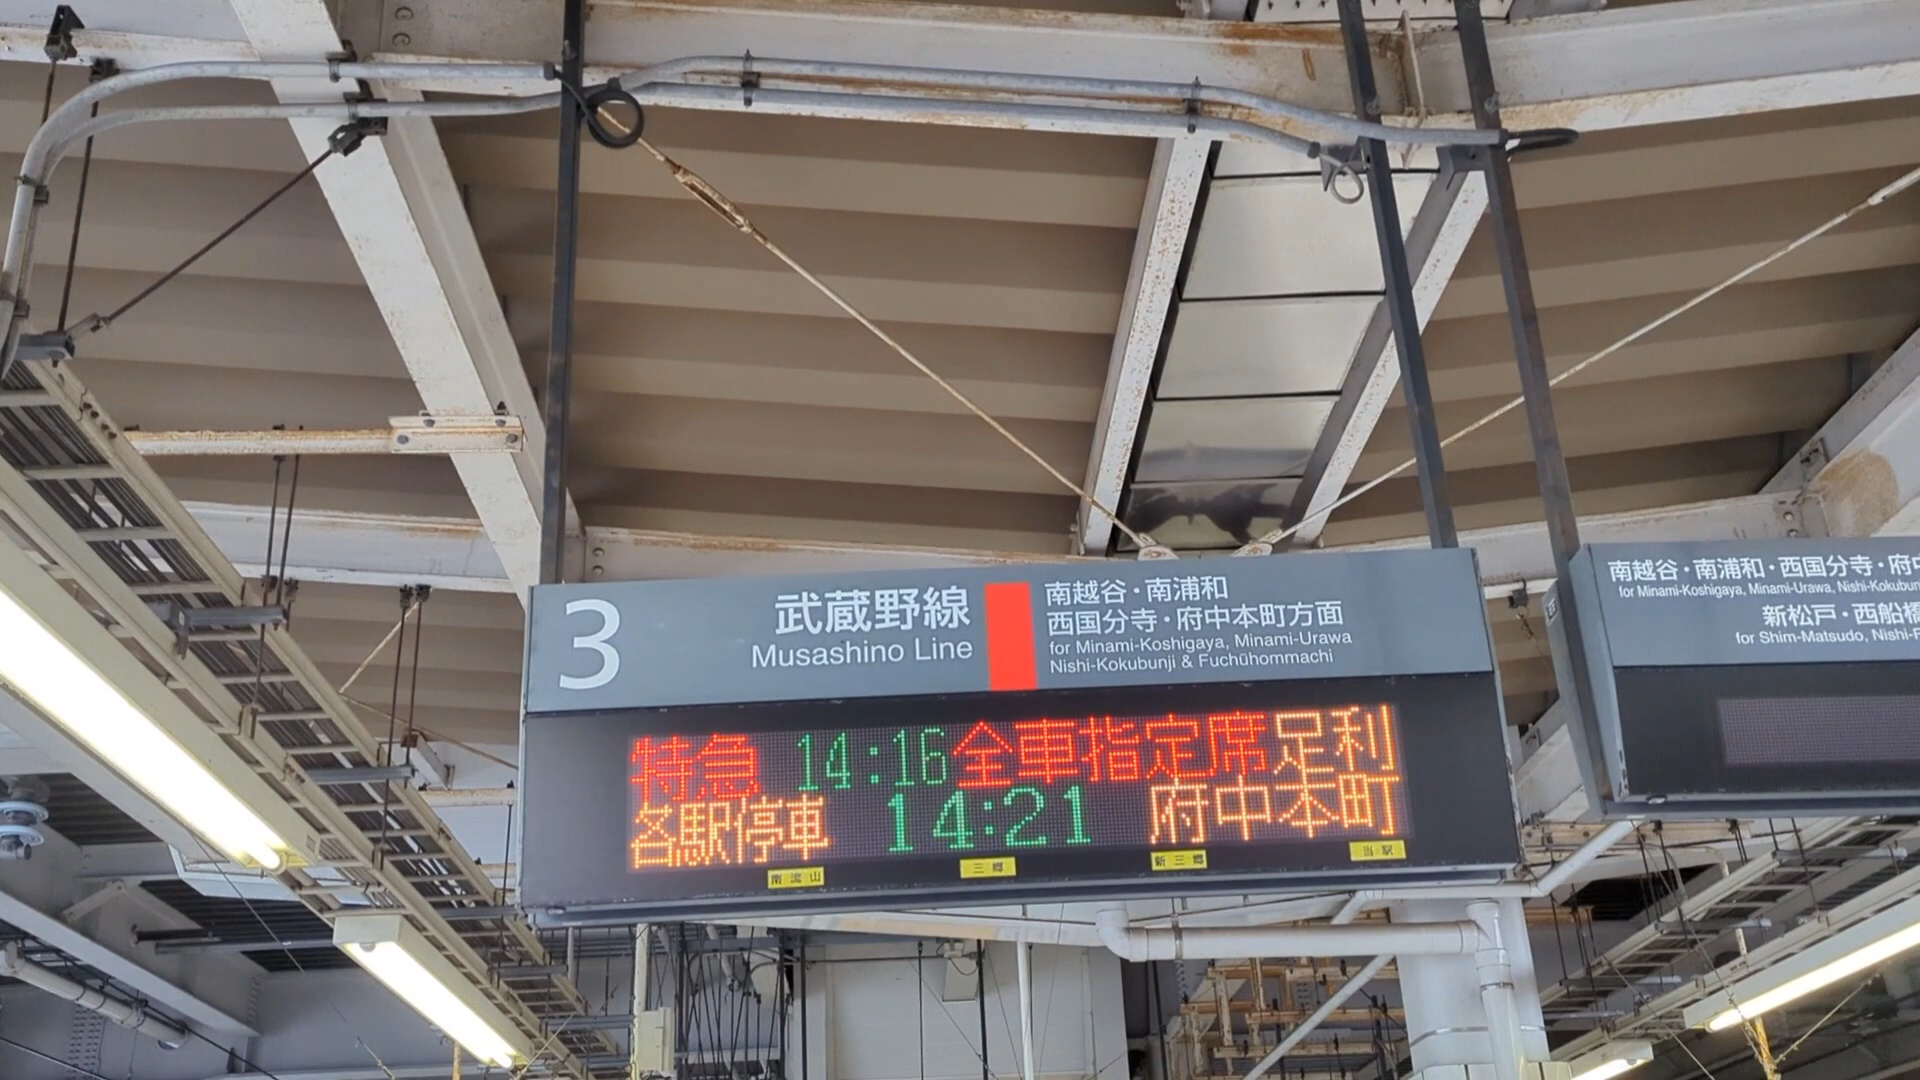 3
武蔵野線
Musashino Line
南越谷・南浦和
西国分寺・府中本町方面
for Minami-Koshigaya, Minami-Urawa
Nishi-Kokubunji & Fuchūhommachi
特急 14:16 全車指定席 足利
各駅停車 14:21 府中本町
南流山 三郷 新三郷 当駅
南越谷・南浦和・西国分寺・府中
for Minami-Koshigaya, Minami-Urawa, Nishi-Kokubun
新松戸・西船橋
for Shim-Matsudo, Nishi-F